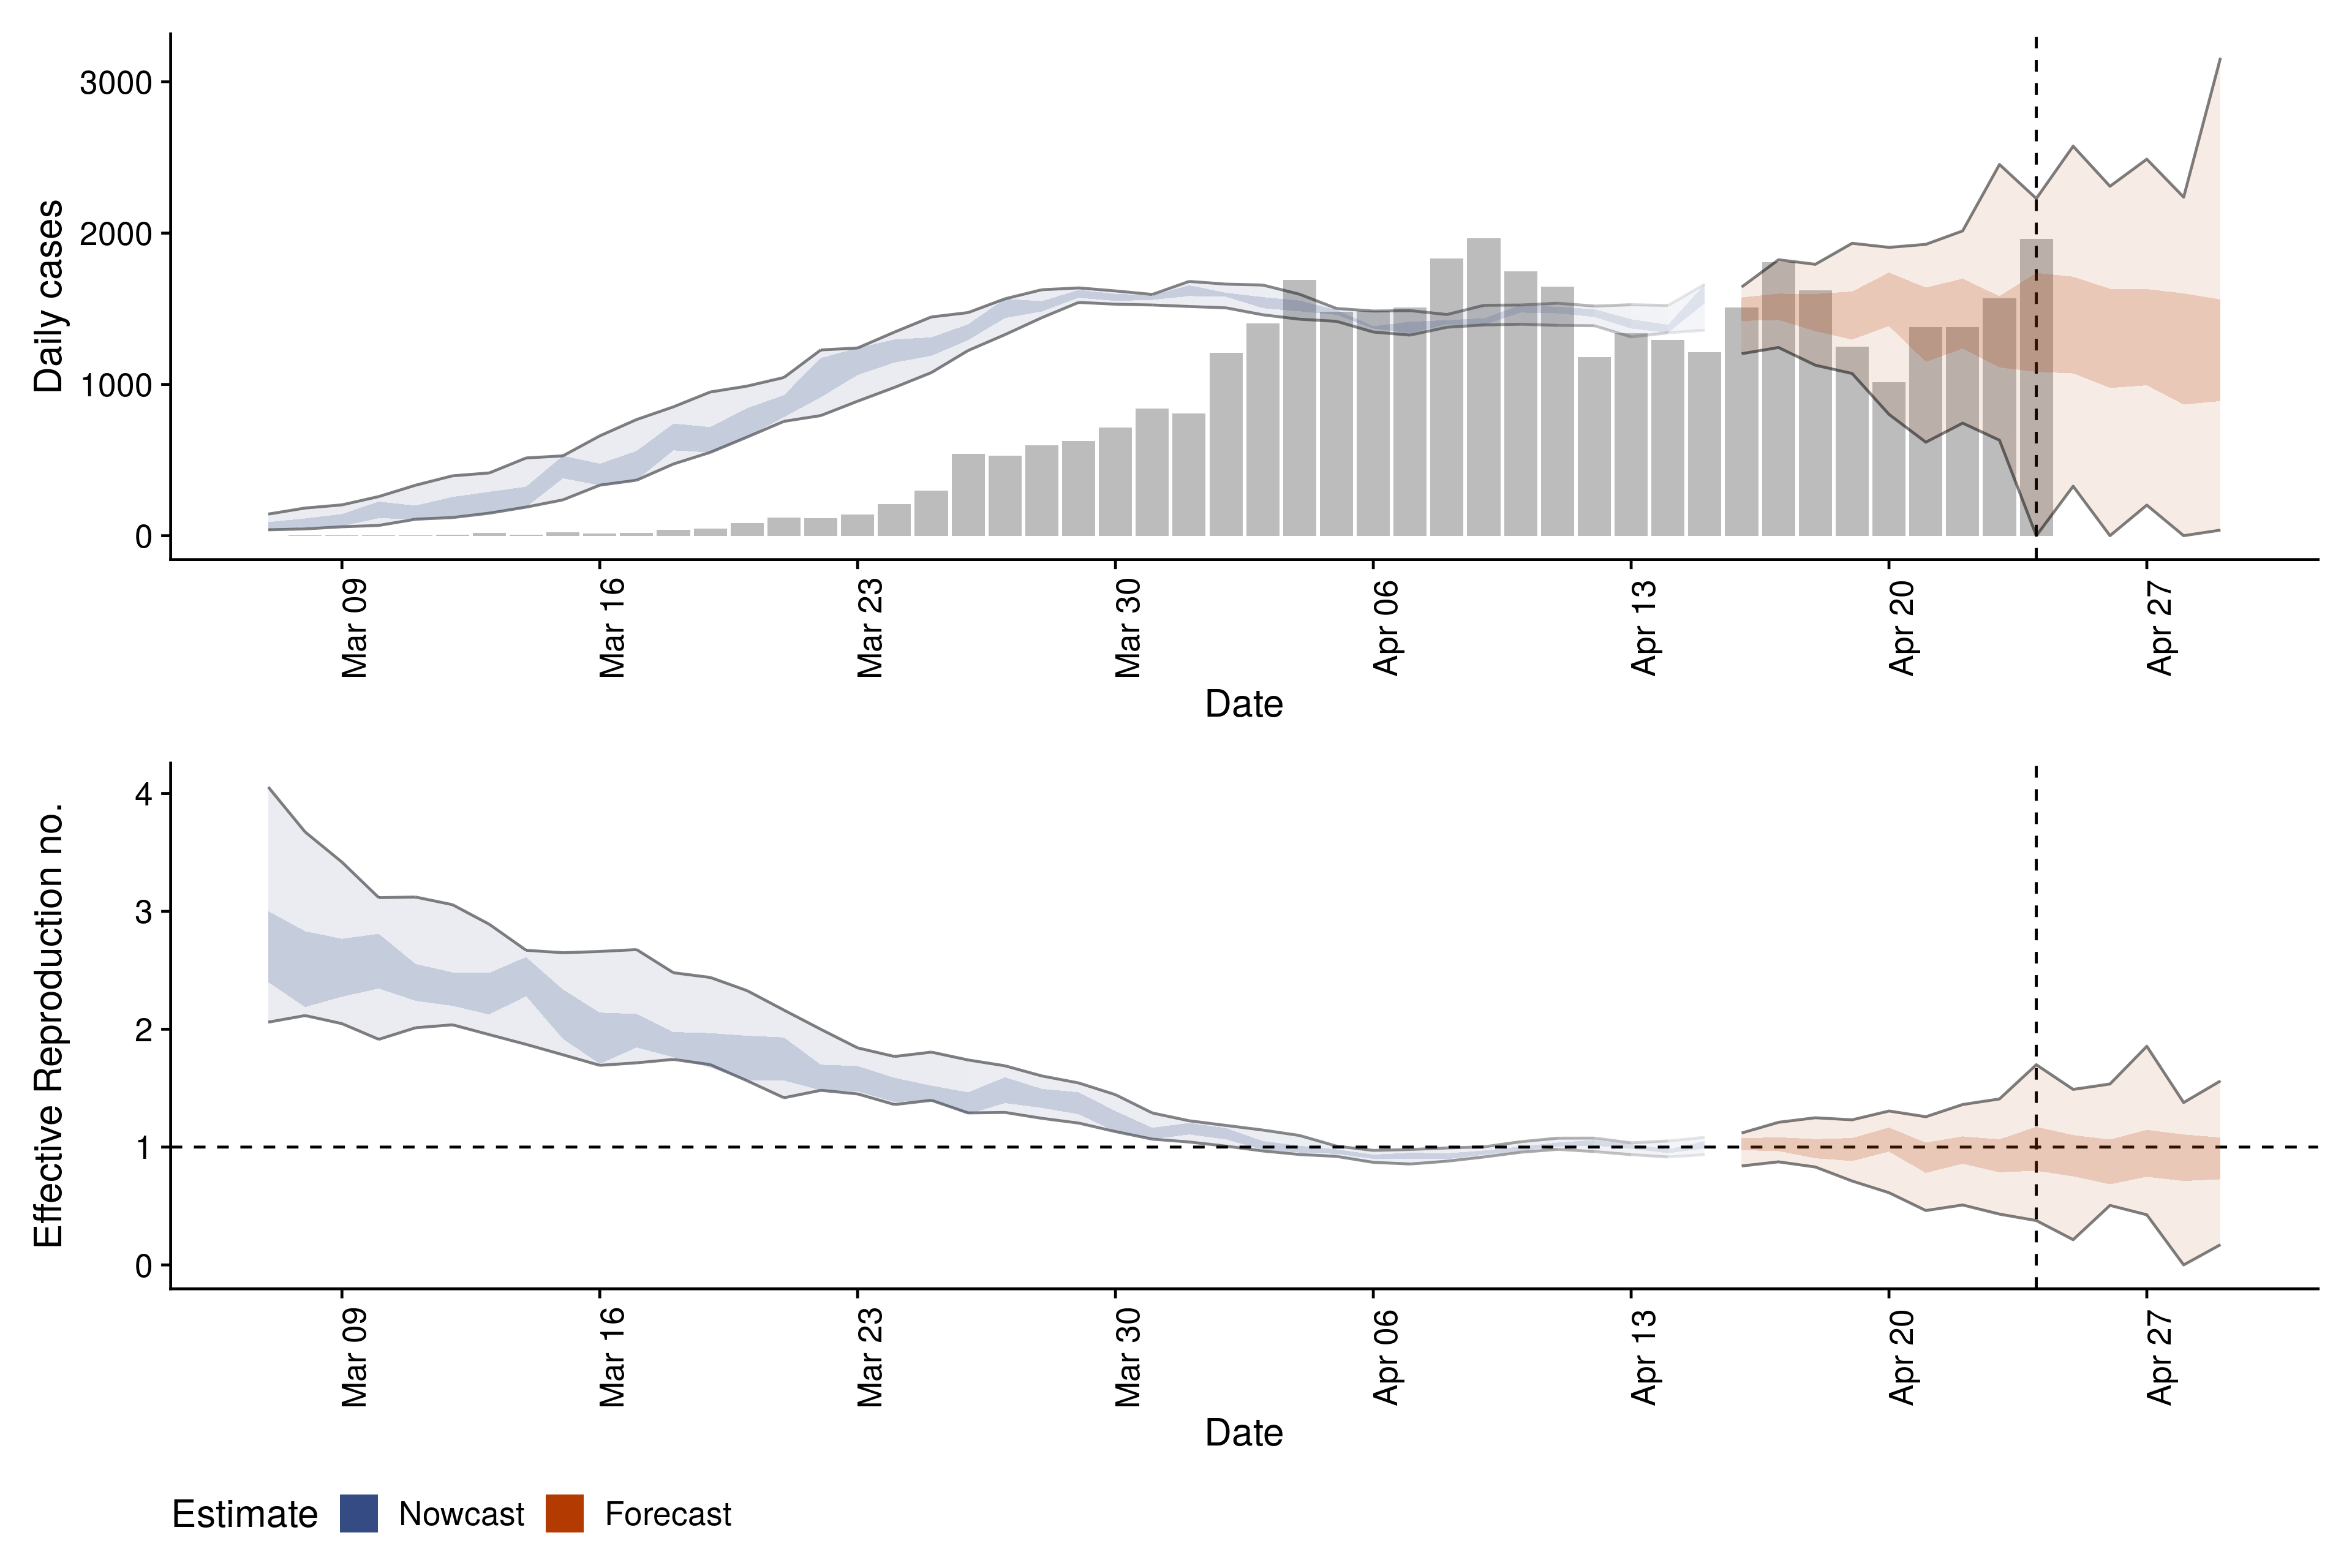 Daily cases
3000
2000
1000
0
Mar 09
Mar 16
Mar 23
Mar 30
Apr 06
Apr 13
Apr 20
Apr 27
Date
Effective Reproduction no.
4
3
2
1
0
Mar 09
Mar 16
Mar 23
Mar 30
Apr 06
Apr 13
Apr 20
Apr 27
Date
Estimate Nowcast Forecast